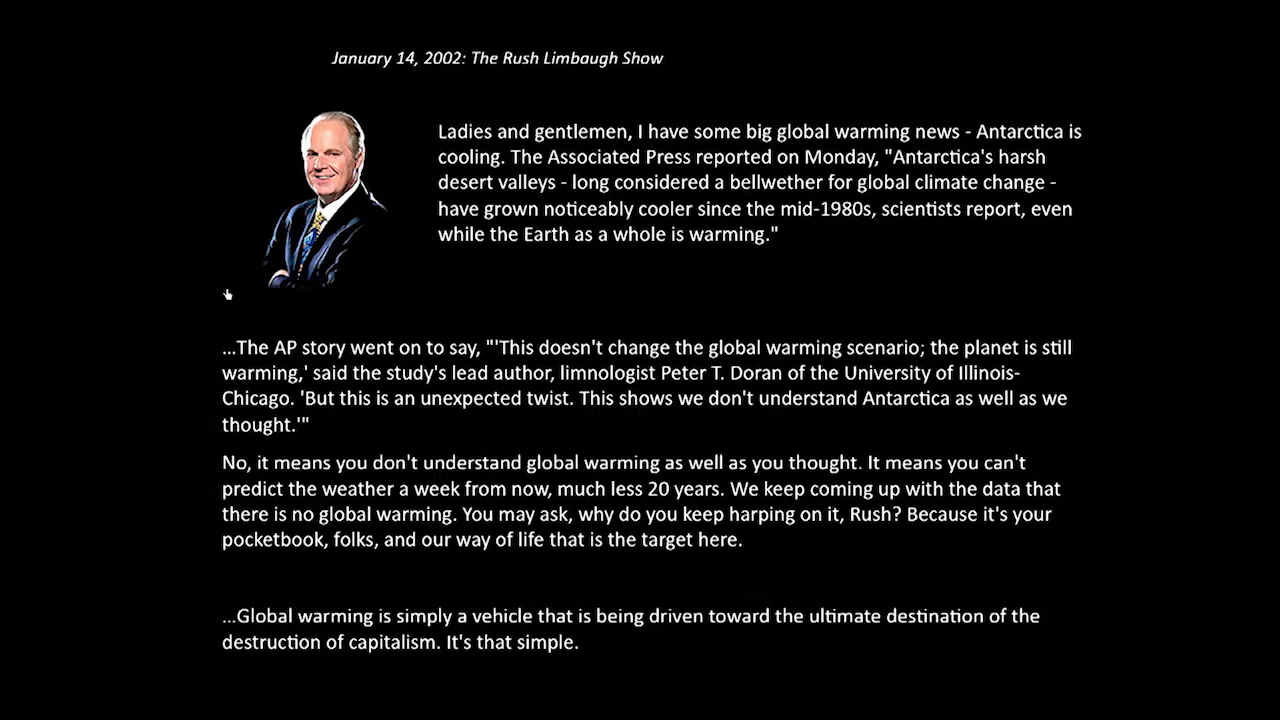 January 14, 2002: The Rush Limbaugh Show
Ladies and gentlemen, I have some big global warming news - Antarctica is
cooling. The Associated Press reported on Monday, "Antarctica's harsh
desert valleys - long considered a bellwether for global climate change -
have grown noticeably cooler since the mid-1980s, scientists report, even
while the Earth as a whole is warming."
...The AP story went on to say, "'This doesn't change the global warming scenario; the planet is still
warming,' said the study's lead author, limnologist Peter T. Doran of the University of Illinois-
Chicago. 'But this is an unexpected twist. This shows we don't understand Antarctica as well as we
thought.'"
No, it means you don't understand global warming as well as you thought. It means you can't
predict the weather a week from now, much less 20 years. We keep coming up with the data that
there is no global warming. You may ask, why do you keep harping on it, Rush? Because it's your
pocketbook, folks, and our way of life that is the target here.
...Global warming is simply a vehicle that is being driven toward the ultimate destination of the
destruction of capitalism. It's that simple.